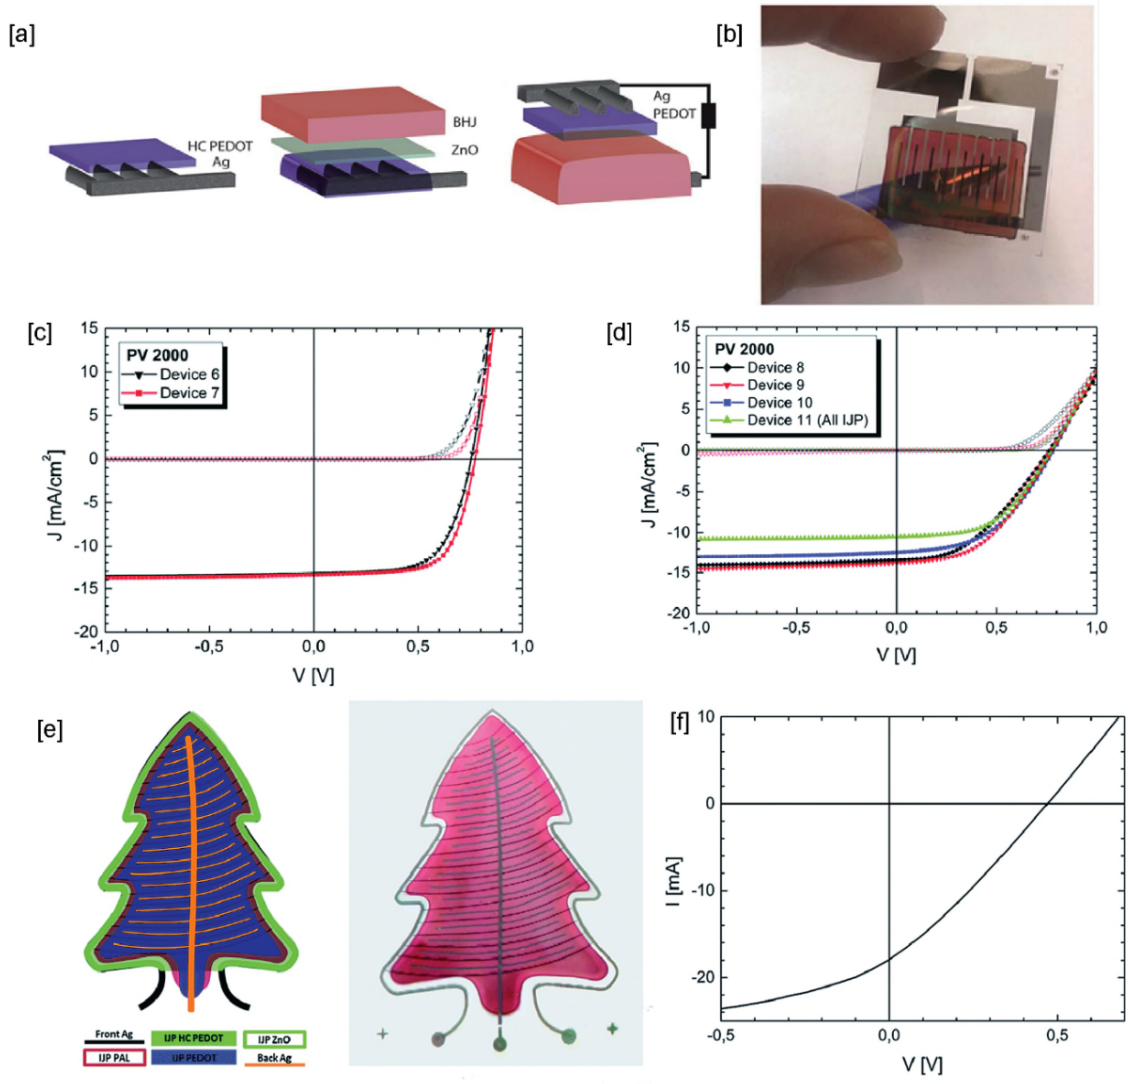 [a]
HC PEDOT
Ag
BHJ
ZnO
Ag
PEDOT
[b]
[c]
PV 2000
Device 6
Device 7
J [mA/cm²]
15
10
5
0
-5
-10
-15
-20
-1,0
-0,5
0,0
0,5
1,0
V [V]
[d]
PV 2000
Device 8
Device 9
Device 10
Device 11 (All IJP)
J [mA/cm²]
15
10
5
0
-5
-10
-15
-20
-1,0
-0,5
0,0
0,5
1,0
V [V]
[e]
Front Ag
IJP HC PEDOT
IJP ZnO
IJP PAL
IJP PEDOT
Back Ag
[f]
I [mA]
10
0
-10
-20
-0,5
0,0
0,5
V [V]